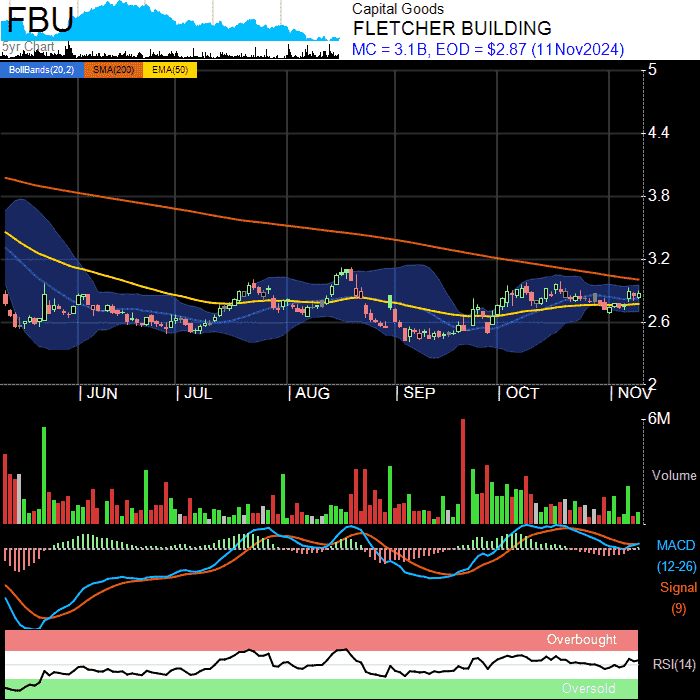 FBU
Capital Goods
FLETCHER BUILDING
5yr Chart
MC = 3.1B, EOD = $2.87 (11Nov2024)
BollBands(20,2) SMA(200) EMA(50)
5
4.4
3.8
3.2
2.6
2
JUN JUL AUG SEP OCT NOV
6M
Volume
MACD
(12-26)
Signal
(9)
Overbought
RSI(14)
Oversold